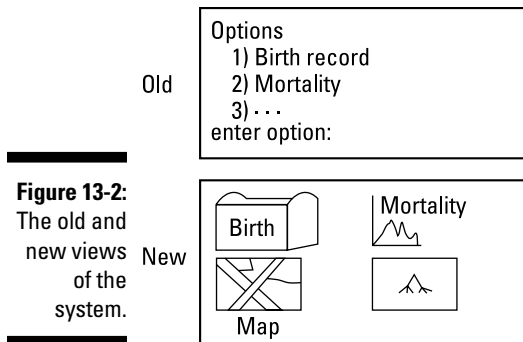 Old
Options
1) Birth record
2) Mortality
3) · · ·
enter option:
Figure 13-2:
The old and
new views
of the
system.
New
Birth
Mortality
Map